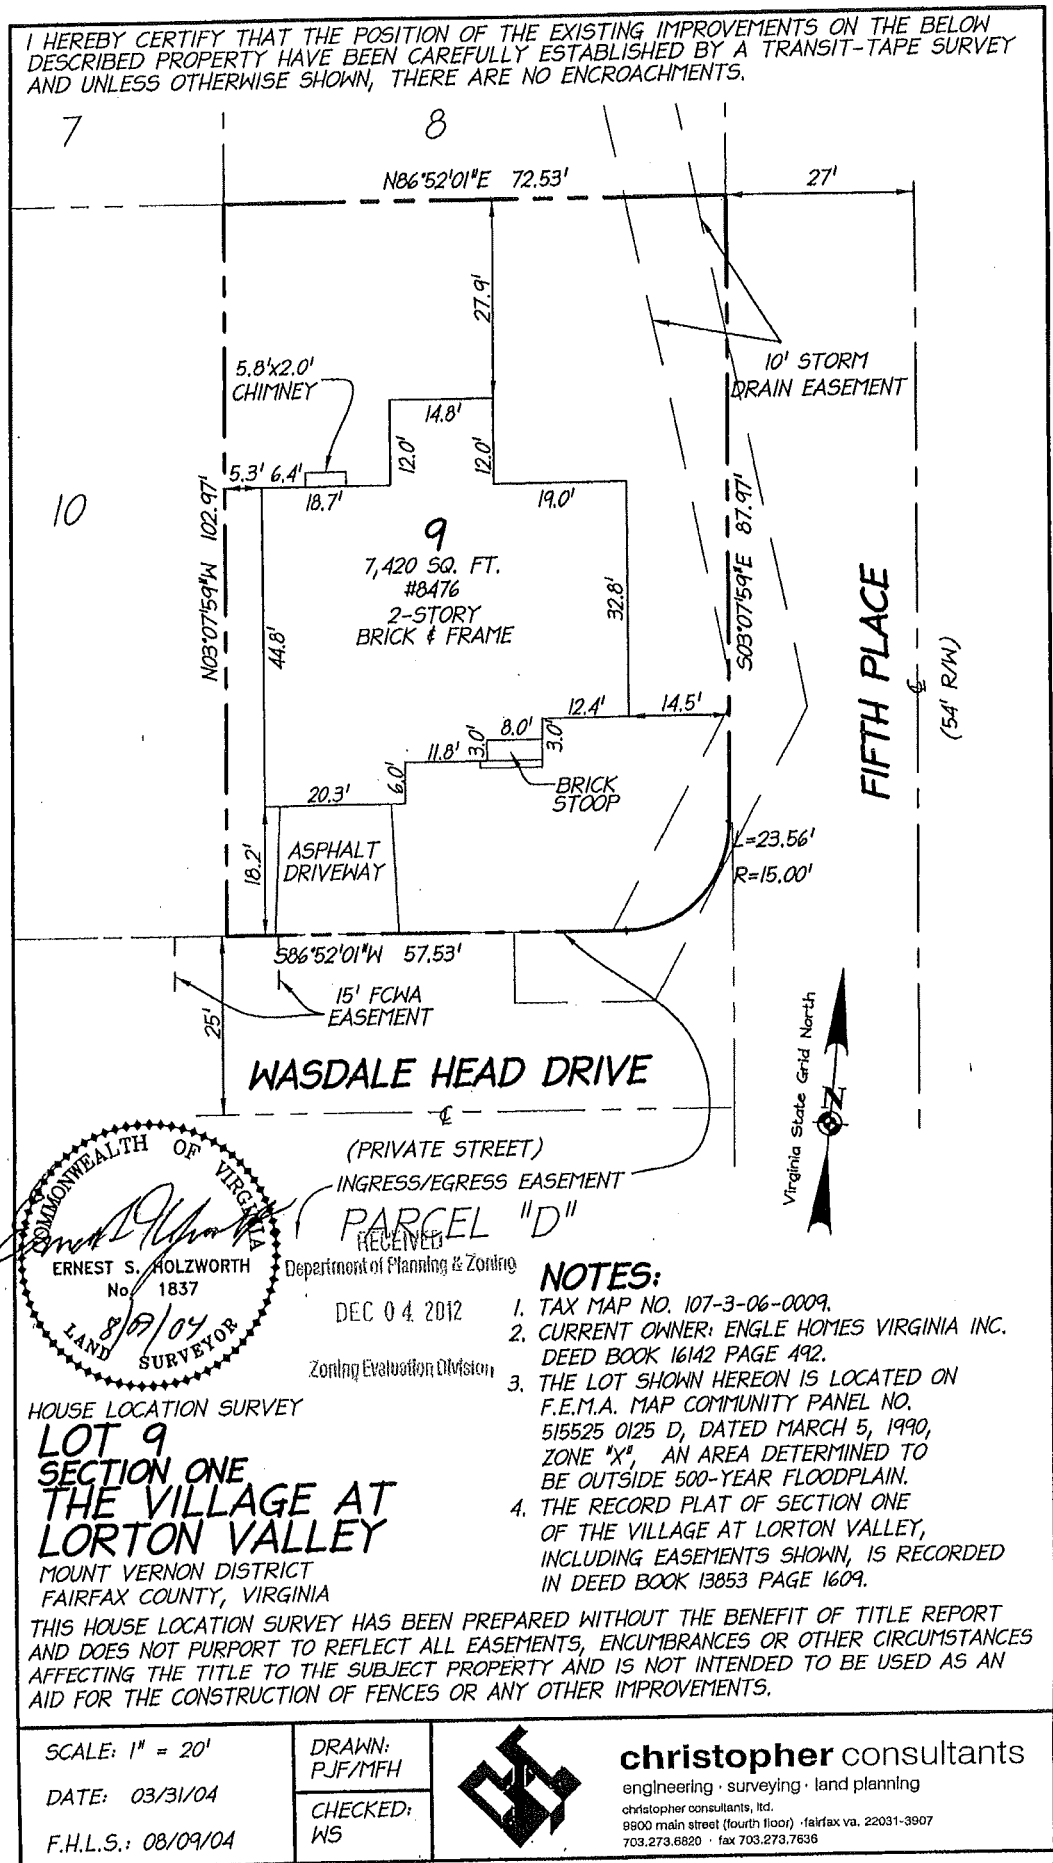 I HEREBY CERTIFY THAT THE POSITION OF THE EXISTING IMPROVEMENTS ON THE BELOW
DESCRIBED PROPERTY HAVE BEEN CAREFULLY ESTABLISHED BY A TRANSIT-TAPE SURVEY
AND UNLESS OTHERWISE SHOWN, THERE ARE NO ENCROACHMENTS.
7
8
N86°52'01"E 72.53'
27'
27.9'
5.8'x2.0'
CHIMNEY
10' STORM
DRAIN EASEMENT
14.8'
12.0'
12.0'
5.3'
6.4'
18.7'
19.0'
10
N03°07'59"W 102.97'
S03°07'59"E 87.97'
9
7,420 SQ. FT.
#8476
2-STORY
BRICK & FRAME
44.8'
32.8'
FIFTH PLACE
℄
(54' R/W)
12.4'
14.5'
8.0'
3.0'
3.0'
11.8'
6.0'
BRICK
STOOP
20.3'
18.2'
ASPHALT
DRIVEWAY
L=23.56'
R=15.00'
S86°52'01"W 57.53'
15' FCWA
EASEMENT
25'
WASDALE HEAD DRIVE
℄
(PRIVATE STREET)
INGRESS/EGRESS EASEMENT
PARCEL "D"
Virginia State Grid North
N
COMMONWEALTH OF VIRGINIA
ERNEST S. HOLZWORTH
No. 1837
8/09/04
LAND SURVEYOR
RECEIVED
Department of Planning & Zoning
DEC 04 2012
Zoning Evaluation Division
NOTES:
1. TAX MAP NO. 107-3-06-0009.
2. CURRENT OWNER: ENGLE HOMES VIRGINIA INC.
DEED BOOK 16142 PAGE 492.
3. THE LOT SHOWN HEREON IS LOCATED ON
F.E.M.A. MAP COMMUNITY PANEL NO.
515525 0125 D, DATED MARCH 5, 1990,
ZONE "X", AN AREA DETERMINED TO
BE OUTSIDE 500-YEAR FLOODPLAIN.
4. THE RECORD PLAT OF SECTION ONE
OF THE VILLAGE AT LORTON VALLEY,
INCLUDING EASEMENTS SHOWN, IS RECORDED
IN DEED BOOK 13853 PAGE 1609.
HOUSE LOCATION SURVEY
LOT 9
SECTION ONE
THE VILLAGE AT
LORTON VALLEY
MOUNT VERNON DISTRICT
FAIRFAX COUNTY, VIRGINIA
THIS HOUSE LOCATION SURVEY HAS BEEN PREPARED WITHOUT THE BENEFIT OF TITLE REPORT
AND DOES NOT PURPORT TO REFLECT ALL EASEMENTS, ENCUMBRANCES OR OTHER CIRCUMSTANCES
AFFECTING THE TITLE TO THE SUBJECT PROPERTY AND IS NOT INTENDED TO BE USED AS AN
AID FOR THE CONSTRUCTION OF FENCES OR ANY OTHER IMPROVEMENTS.
SCALE: 1" = 20'
DATE: 03/31/04
F.H.L.S.: 08/09/04
DRAWN:
PJF/MFH
CHECKED:
WS
christopher consultants
engineering · surveying · land planning
christopher consultants, ltd.
9900 main street (fourth floor) · fairfax va. 22031-3907
703.273.6820 · fax 703.273.7636